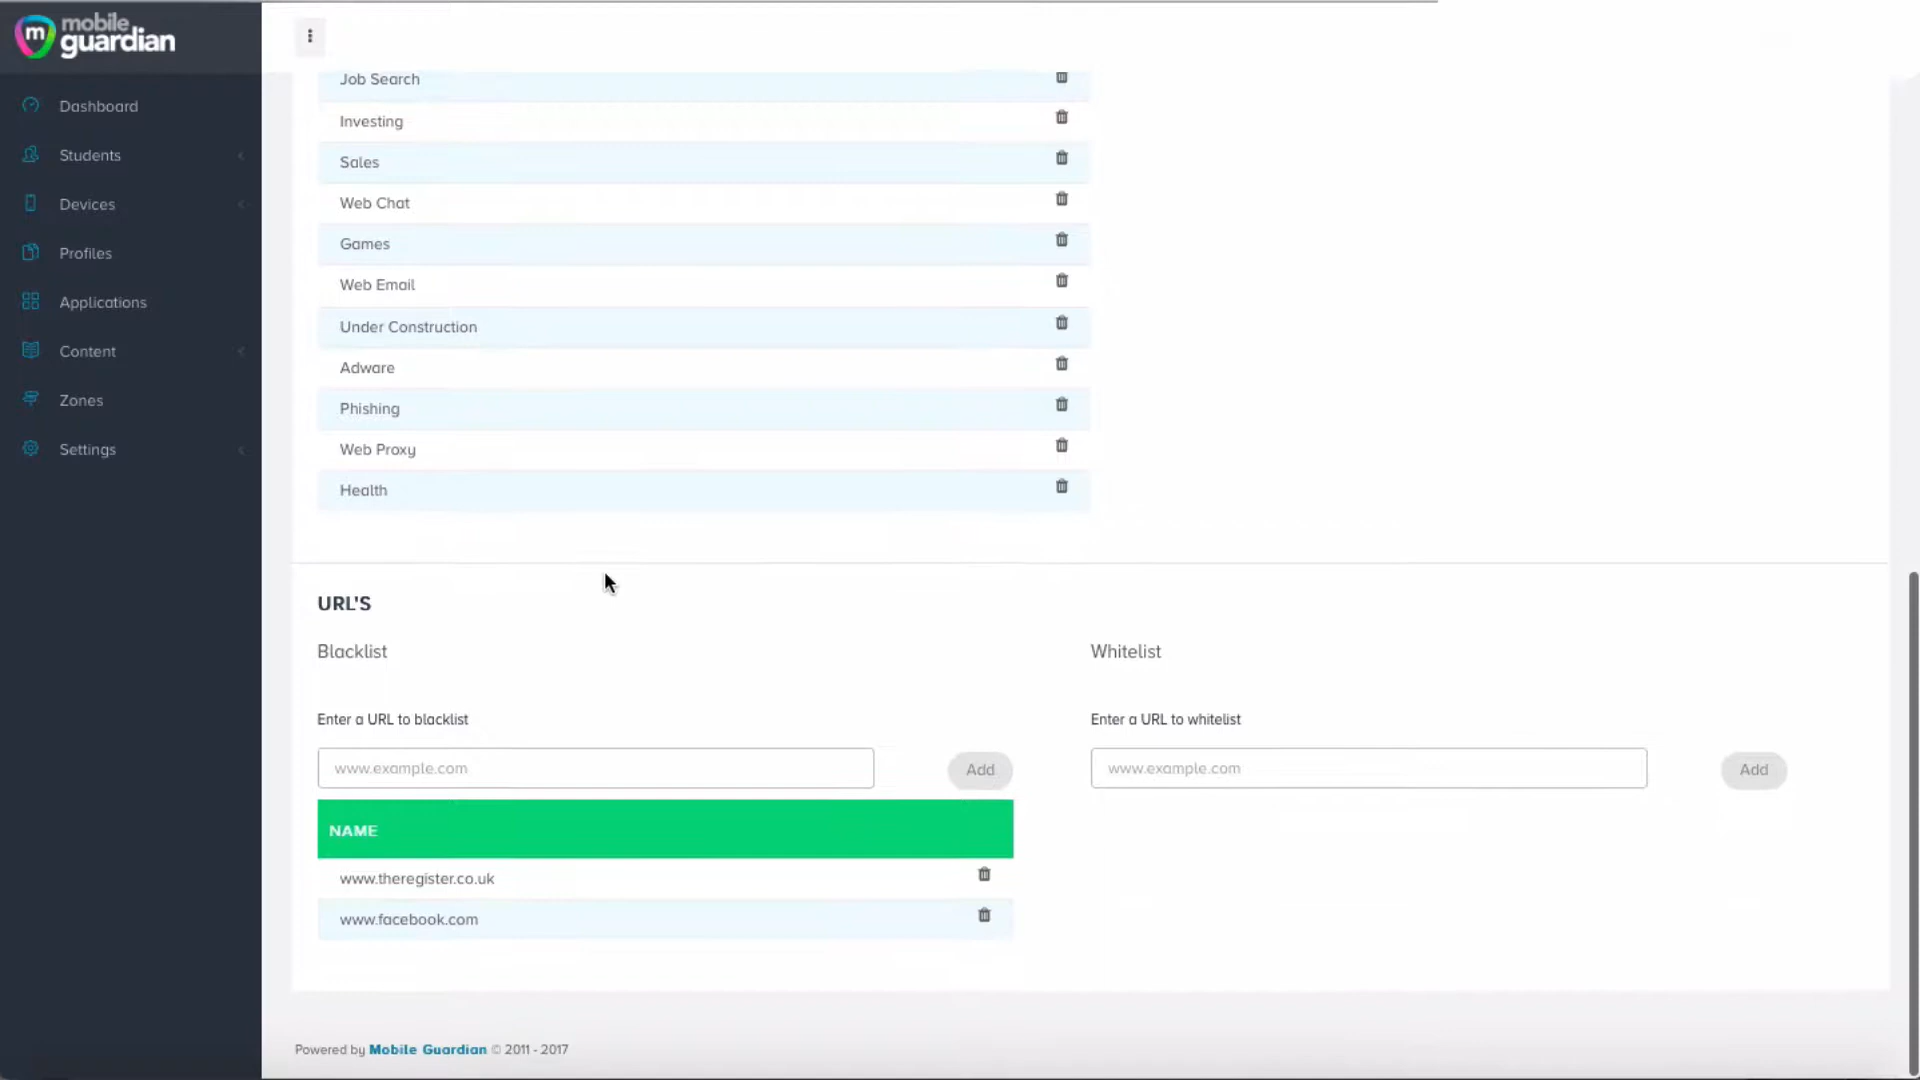 mobile
guardian
Dashboard
Students
Devices
Profiles
Applications
Content
Zones
Settings
Job Search
Investing
Sales
Web Chat
Games
Web Email
Under Construction
Adware
Phishing
Web Proxy
Health
URL'S
Blacklist
Enter a URL to blacklist
www.example.com
Add
NAME
www.theregister.co.uk
www.facebook.com
Whitelist
Enter a URL to whitelist
www.example.com
Add
Powered by Mobile Guardian © 2011 - 2017